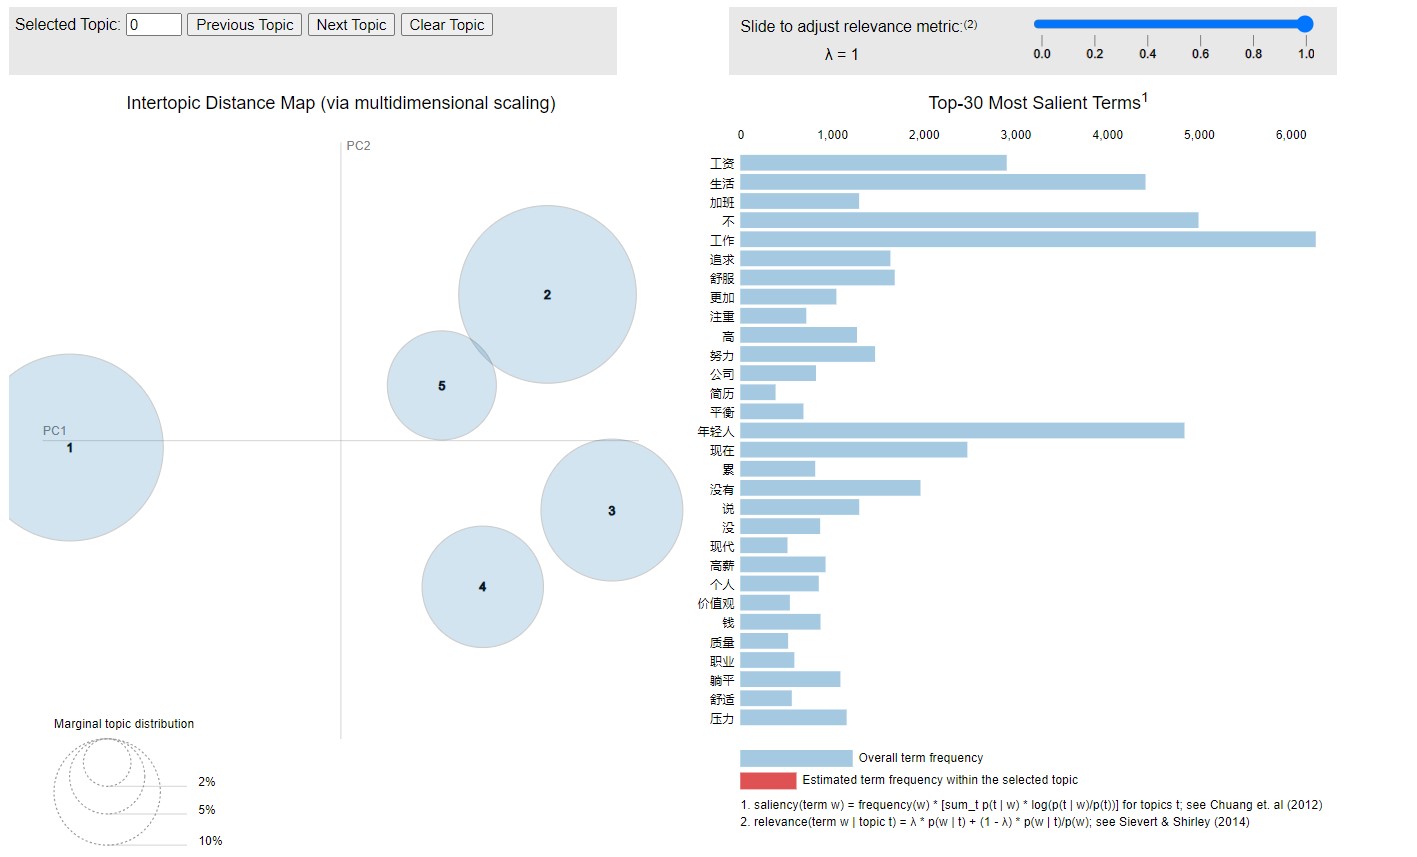 Selected Topic: 0 Previous Topic Next Topic Clear Topic
Slide to adjust relevance metric:(2)
λ = 1
0.0 0.2 0.4 0.6 0.8 1.0
Intertopic Distance Map (via multidimensional scaling)
PC2
PC1
1
2
5
3
4
Marginal topic distribution
2%
5%
10%
Top-30 Most Salient Terms1
0 1,000 2,000 3,000 4,000 5,000 6,000
工资
生活
加班
不
工作
追求
舒服
更加
注重
高
努力
公司
简历
平衡
年轻人
现在
累
没有
说
没
现代
高薪
个人
价值观
钱
质量
职业
躺平
舒适
压力
Overall term frequency
Estimated term frequency within the selected topic
1. saliency(term w) = frequency(w) * [sum_t p(t | w) * log(p(t | w)/p(t))] for topics t; see Chuang et. al (2012)
2. relevance(term w | topic t) = λ * p(w | t) + (1 - λ) * p(w | t)/p(w); see Sievert & Shirley (2014)